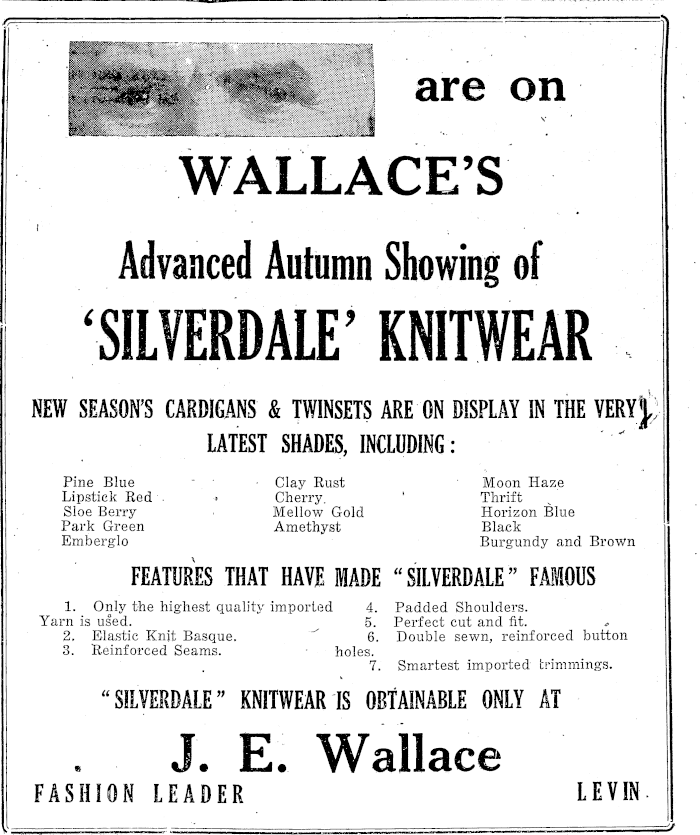 are on
WALLACE'S
Advanced Autumn Showing of
'SILVERDALE' KNITWEAR
NEW SEASON'S CARDIGANS & TWINSETS ARE ON DISPLAY IN THE VERY
LATEST SHADES, INCLUDING :
Pine Blue
Lipstick Red
Sloe Berry
Park Green
Emberglo
Clay Rust
Cherry
Mellow Gold
Amethyst
Moon Haze
Thrift
Horizon Blue
Black
Burgundy and Brown
FEATURES THAT HAVE MADE "SILVERDALE" FAMOUS
1. Only the highest quality imported
Yarn is used.
2. Elastic Knit Basque.
3. Reinforced Seams.
4. Padded Shoulders.
5. Perfect cut and fit.
6. Double sewn, reinforced button
holes.
7. Smartest imported trimmings.
"SILVERDALE" KNITWEAR IS OBTAINABLE ONLY AT
J. E. Wallace
FASHION LEADER LEVIN